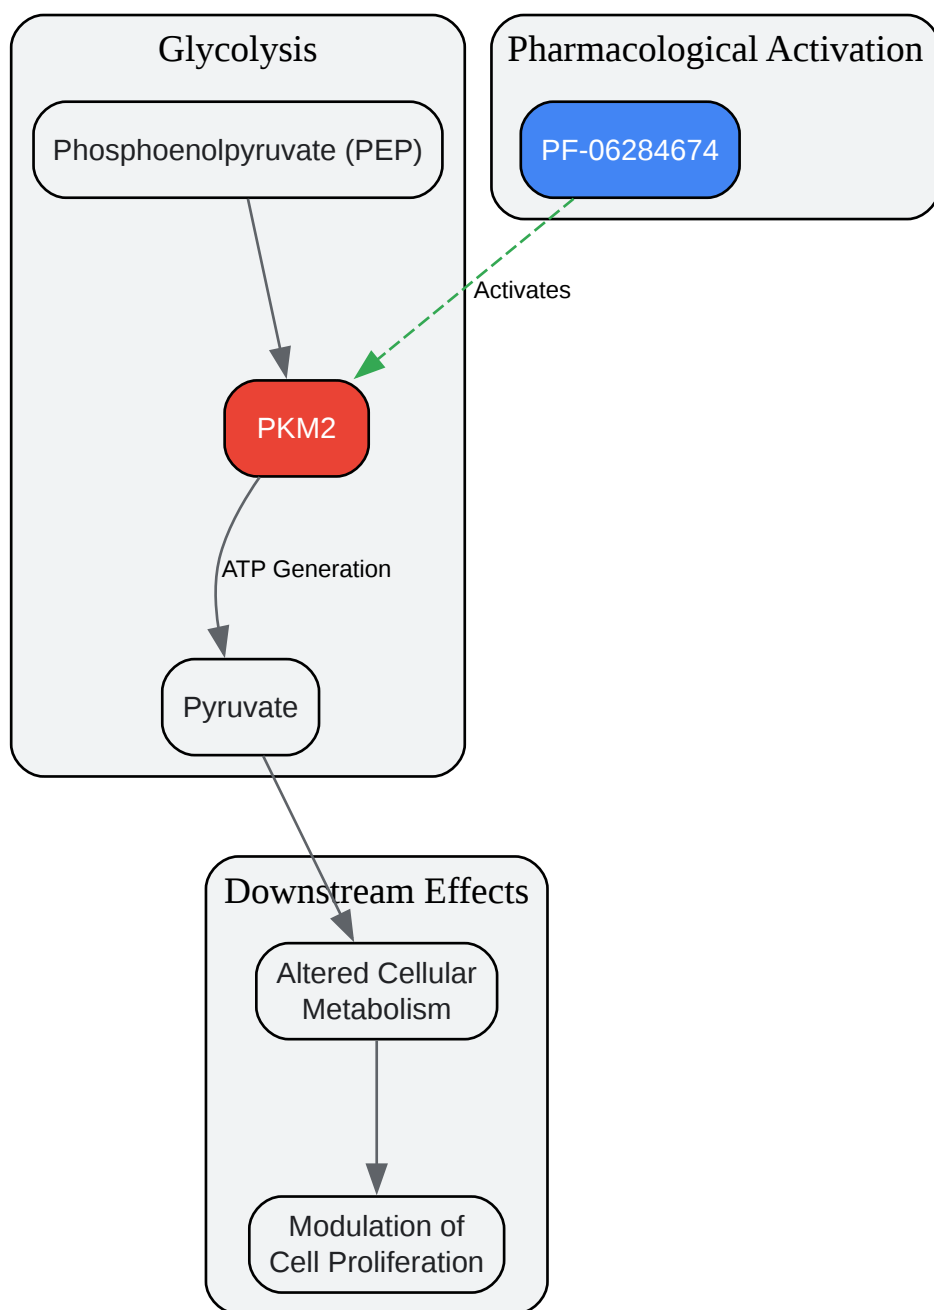 Glycolysis
Pharmacological Activation
Phosphoenolpyruvate (PEP)
PF-06284674
Activates
PKM2
ATP Generation
Pyruvate
Downstream Effects
Altered Cellular
Metabolism
Modulation of
Cell Proliferation